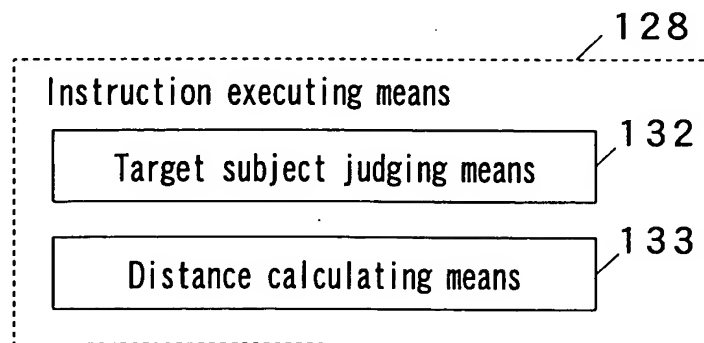 128
Instruction executing means
132
Target subject judging means
133
Distance calculating means